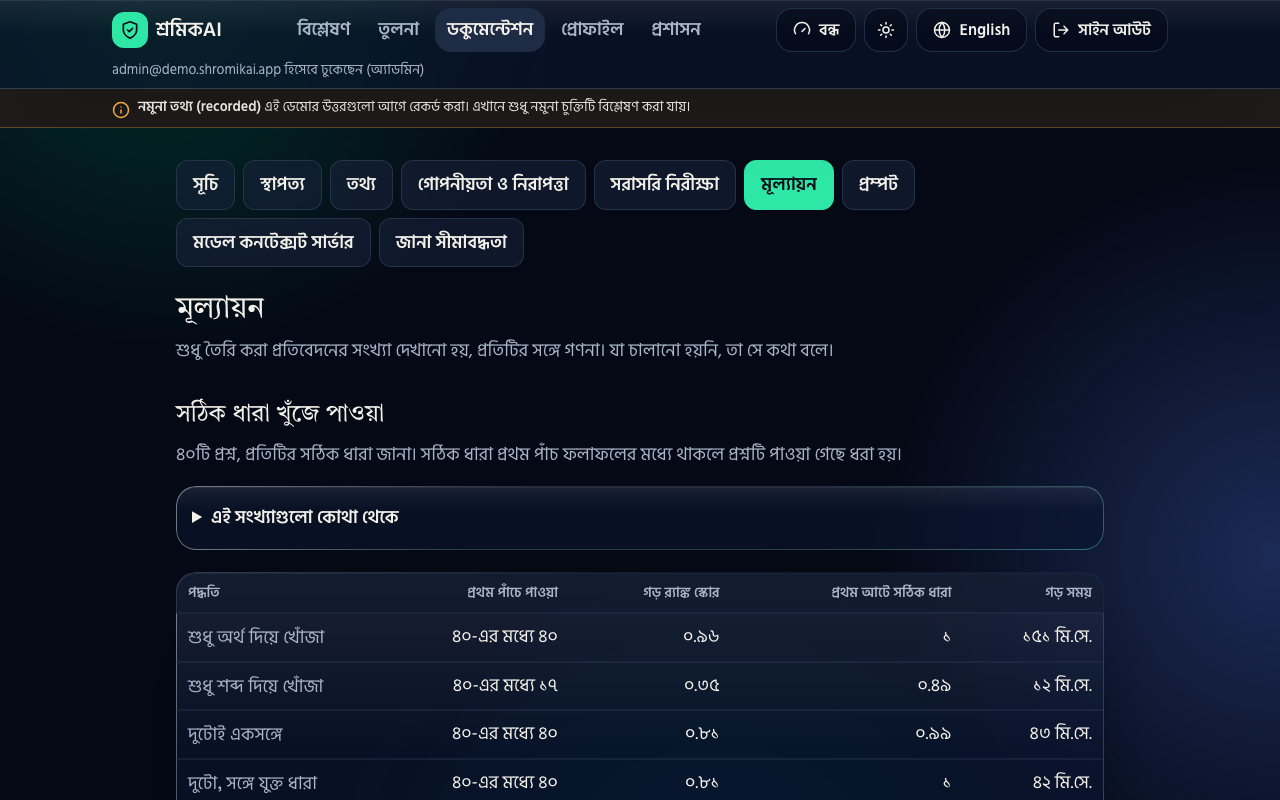 শ্রমিকAI বিশ্লেষণ তুলনা ডকুমেন্টেশন প্রোফাইল প্রশাসন বন্ধ English সাইন আউট
admin@demo.shromikai.app হিসেবে ঢুকেছেন (অ্যাডমিন)
নমুনা তথ্য (recorded) এই ডেমোর উত্তরগুলো আগে রেকর্ড করা। এখানে শুধু নমুনা চুক্তিটি বিশ্লেষণ করা যায়।
সূচি স্থাপত্য তথ্য গোপনীয়তা ও নিরাপত্তা সরাসরি নিরীক্ষা মূল্যায়ন প্রম্পট
মডেল কনটেক্সট সার্ভার জানা সীমাবদ্ধতা
মূল্যায়ন
শুধু তৈরি করা প্রতিবেদনের সংখ্যা দেখানো হয়, প্রতিটির সঙ্গে গণনা। যা চালানো হয়নি, তা সে কথা বলে।
সঠিক ধারা খুঁজে পাওয়া
৪০টি প্রশ্ন, প্রতিটির সঠিক ধারা জানা। সঠিক ধারা প্রথম পাঁচ ফলাফলের মধ্যে থাকলে প্রশ্নটি পাওয়া গেছে ধরা হয়।
এই সংখ্যাগুলো কোথা থেকে
পদ্ধতি প্রথম পাঁচে পাওয়া গড় র‍্যাঙ্ক স্কোর প্রথম আটে সঠিক ধারা গড় সময়
শুধু অর্থ দিয়ে খোঁজা ৪০-এর মধ্যে ৪০ ০.৯৬ ১ ১৫১ মি.সে.
শুধু শব্দ দিয়ে খোঁজা ৪০-এর মধ্যে ১৭ ০.৩৫ ০.৪৯ ১২ মি.সে.
দুটোই একসঙ্গে ৪০-এর মধ্যে ৪০ ০.৮১ ০.৯৯ ৪৩ মি.সে.
দুটো, সঙ্গে যুক্ত ধারা ৪০-এর মধ্যে ৪০ ০.৮১ ১ ৪২ মি.সে.